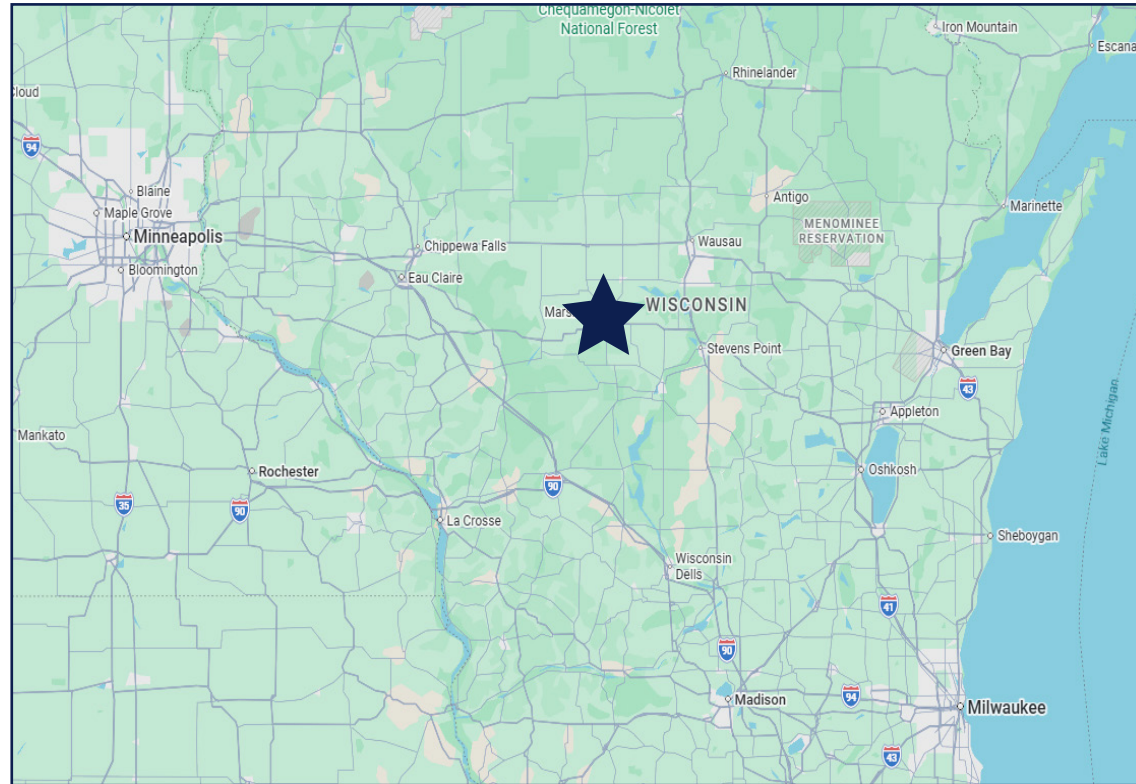 Chequamegon-Nicolet
National Forest
Iron Mountain
Rhinelander
94
Blaine
Maple Grove
Minneapolis
Bloomington
Antigo
MENOMINEE
RESERVATION
Marinette
Chippewa Falls
Wausau
Eau Claire
WISCONSIN
Stevens Point
Green Bay
43
Appleton
Lake Michigan
Mankato
Rochester
Oshkosh
35
90
90
La Crosse
Sheboygan
Wisconsin
Dells
41
90
Madison
94
Milwaukee
43